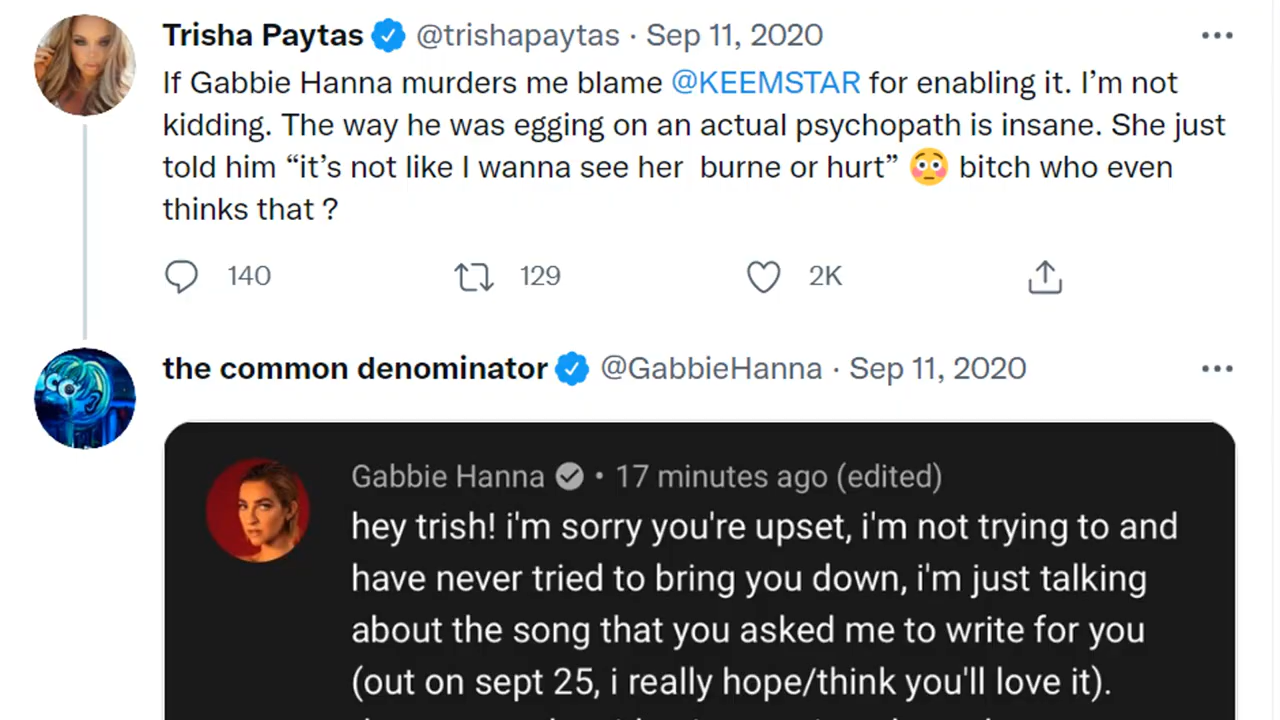 Trisha Paytas @trishapaytas · Sep 11, 2020
If Gabbie Hanna murders me blame @KEEMSTAR for enabling it. I’m not
kidding. The way he was egging on an actual psychopath is insane. She just
told him “it’s not like I wanna see her  burne or hurt” 😳 bitch who even
thinks that ?
140 129 2K
the common denominator @GabbieHanna · Sep 11, 2020
Gabbie Hanna • 17 minutes ago (edited)
hey trish! i'm sorry you're upset, i'm not trying to and
have never tried to bring you down, i'm just talking
about the song that you asked me to write for you
(out on sept 25, i really hope/think you'll love it).